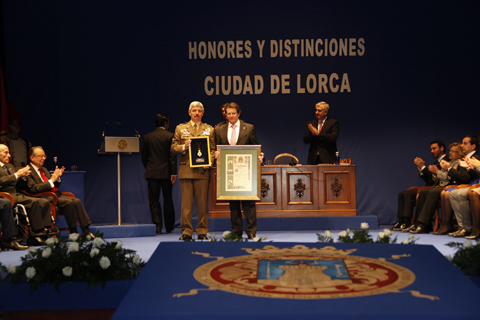 HONORES Y DISTINCIONES
CIUDAD DE LORCA